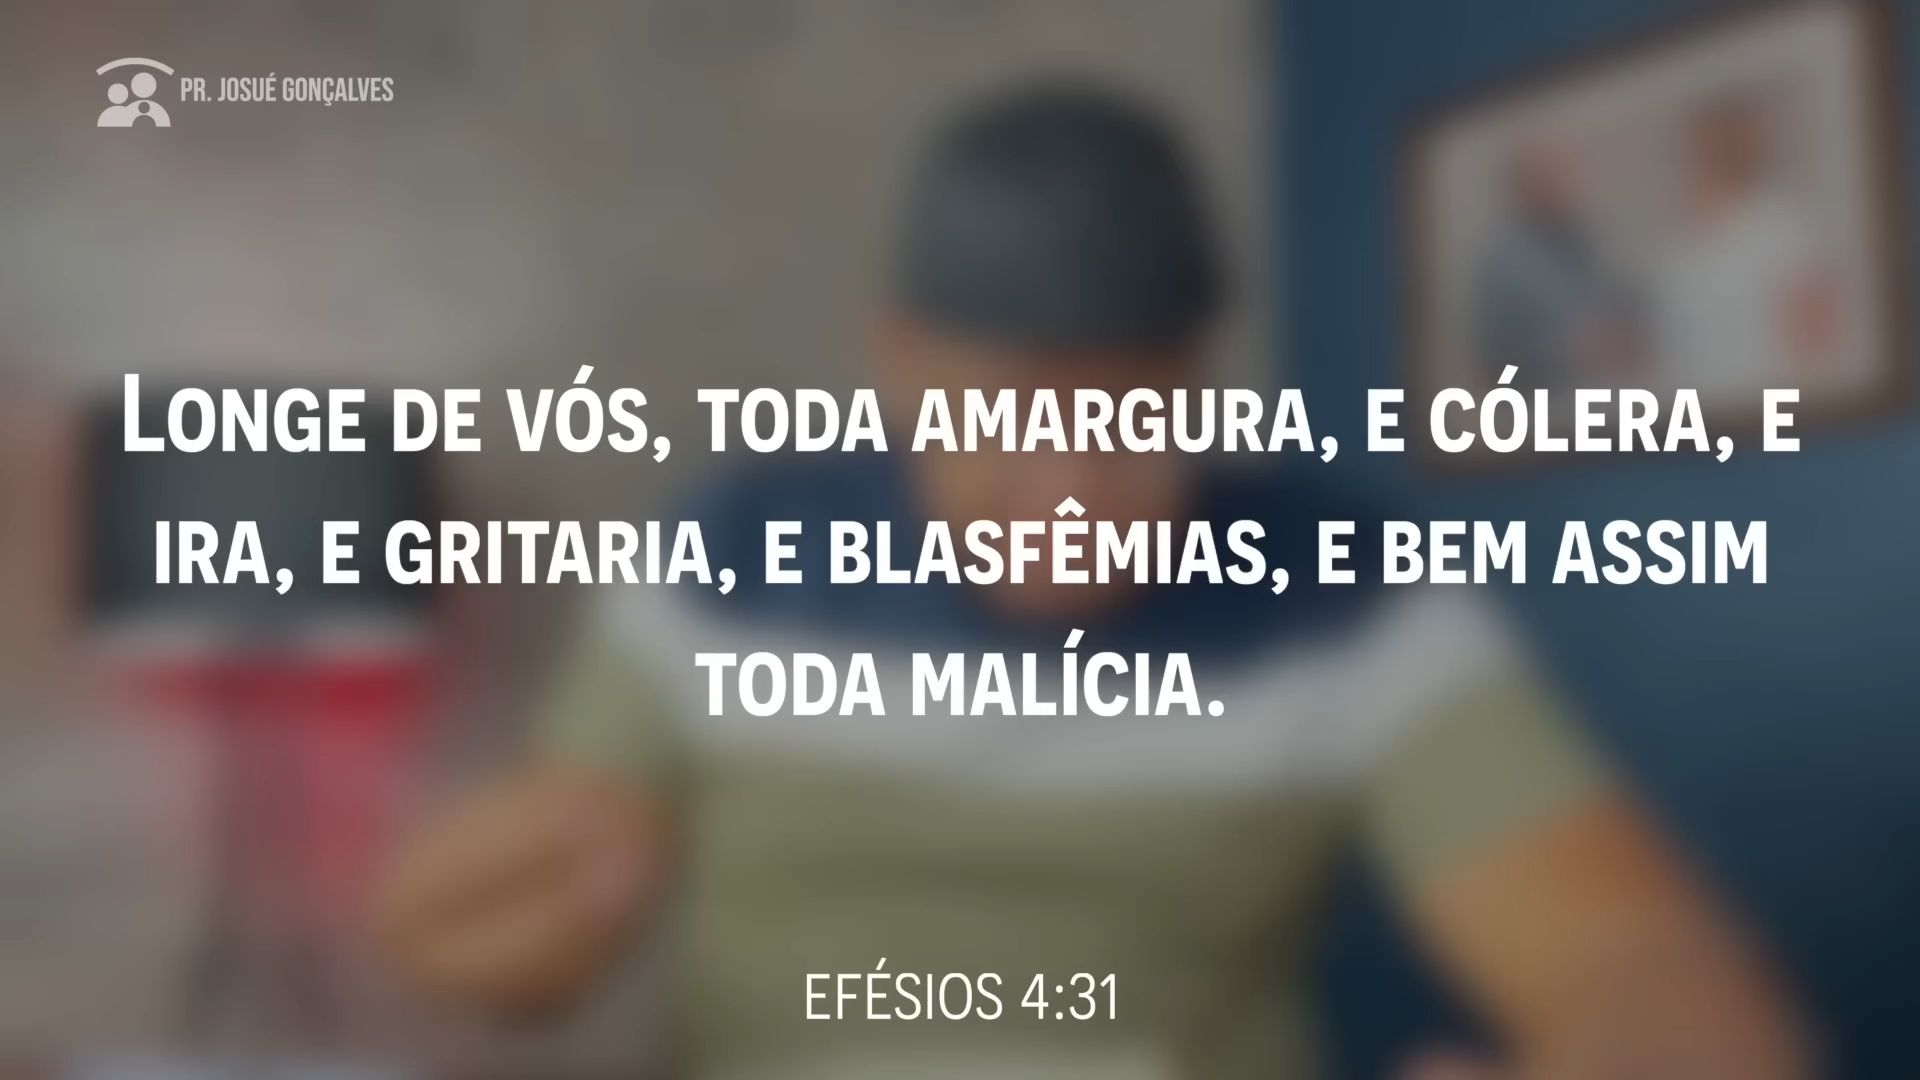 PR. JOSUÉ GONÇALVES
LONGE DE VÓS, TODA AMARGURA, E CÓLERA, E
IRA, E GRITARIA, E BLASFÊMIAS, E BEM ASSIM
TODA MALÍCIA.
EFÉSIOS 4:31